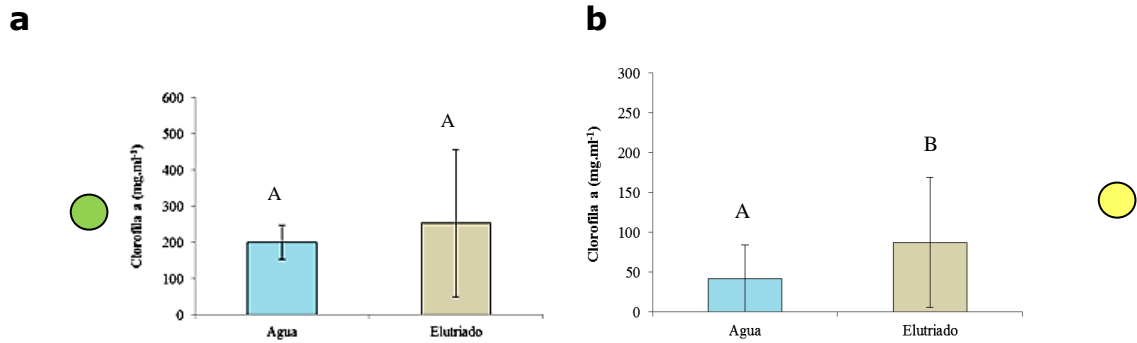 a
600
500
400
300
200
100
0
Clorofila a (mg.ml-1)
A
A
Agua
Elutriado
b
300
250
200
150
100
50
0
Clorofila a (mg.ml-1)
A
B
Agua
Elutriado